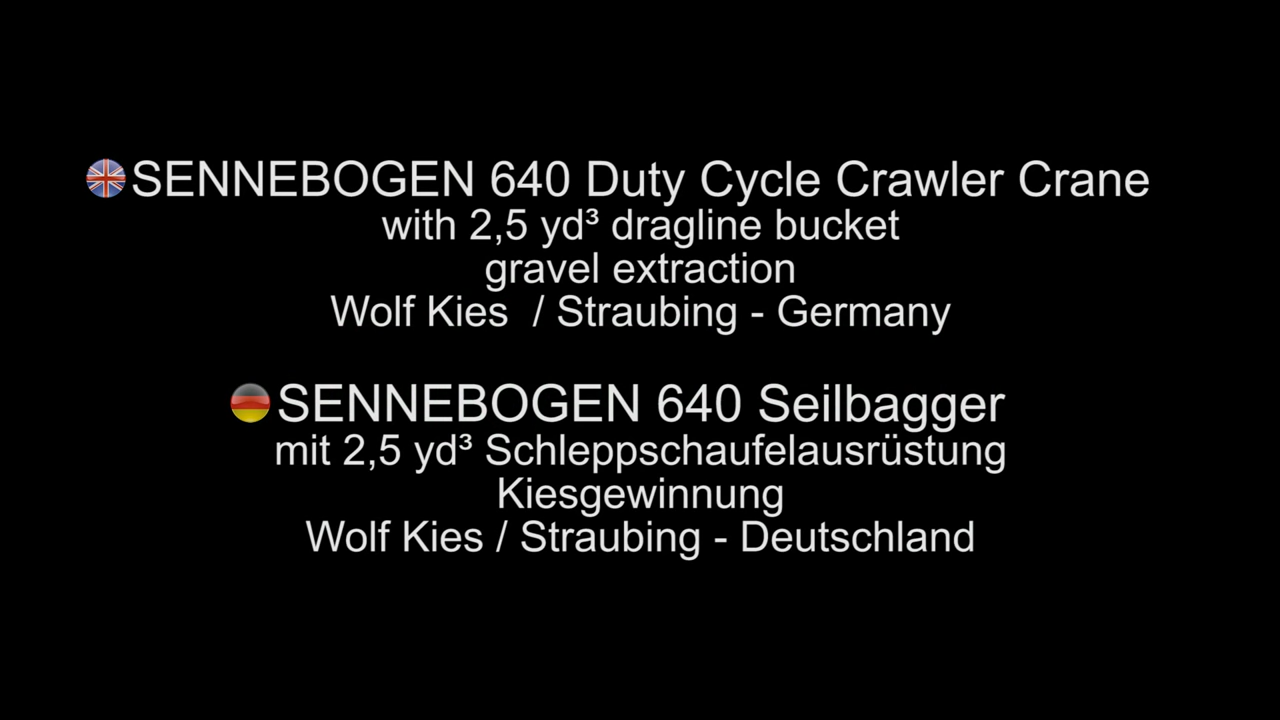 SENNEBOGEN 640 Duty Cycle Crawler Crane
with 2,5 yd³ dragline bucket
gravel extraction
Wolf Kies  / Straubing - Germany
SENNEBOGEN 640 Seilbagger
mit 2,5 yd³ Schleppschaufelausrüstung
Kiesgewinnung
Wolf Kies / Straubing - Deutschland